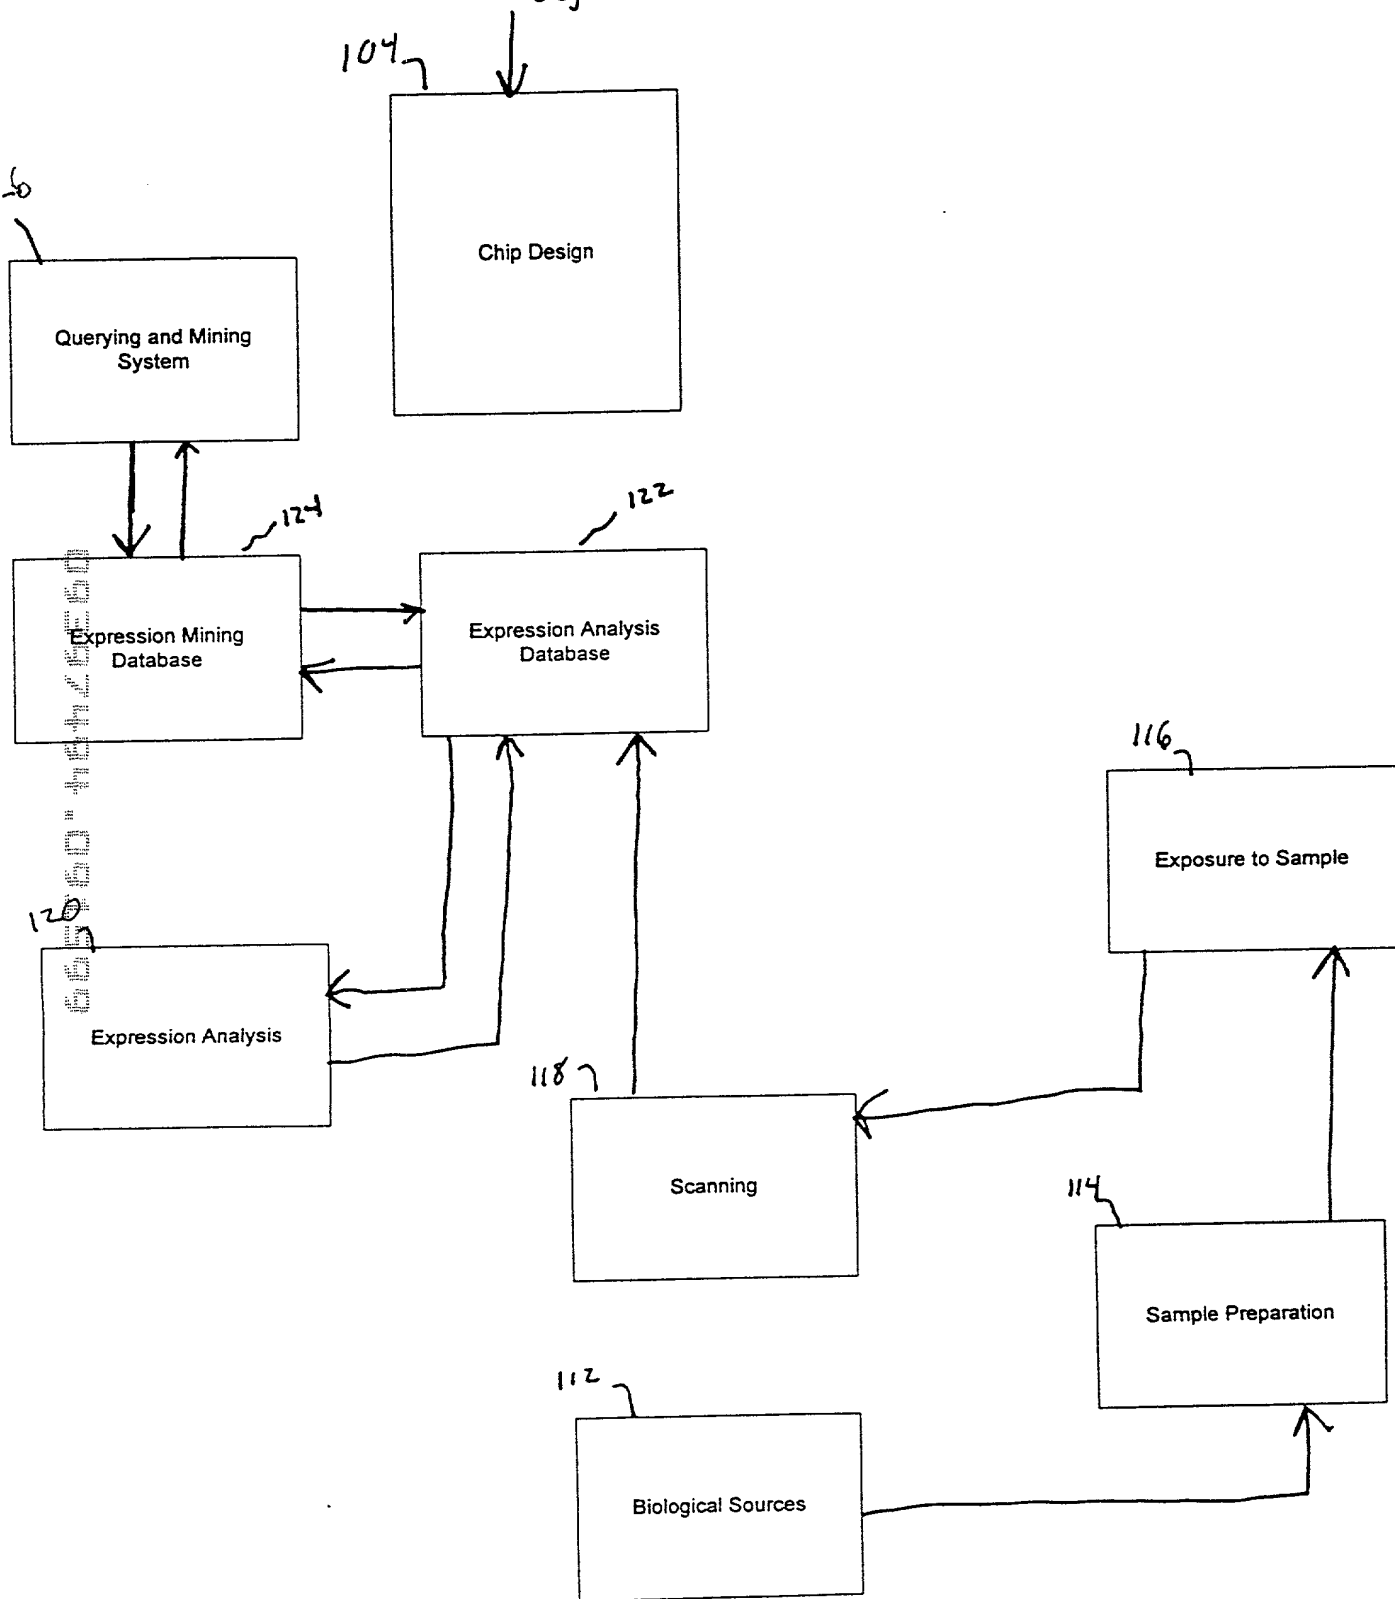 104
Chip Design
Querying and Mining
System
124
122
Expression Mining
Database
Expression Analysis
Database
116
Exposure to Sample
120
Expression Analysis
118
Scanning
114
Sample Preparation
112
Biological Sources